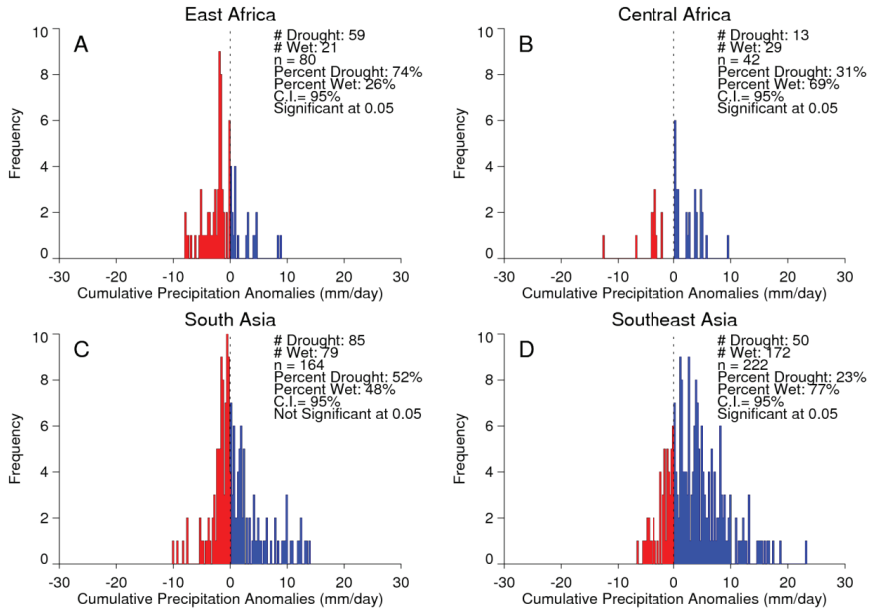 East Africa
A
# Drought: 59
# Wet: 21
n = 80
Percent Drought: 74%
Percent Wet: 26%
C.I.= 95%
Significant at 0.05
Frequency
10
8
6
4
2
0
-30 -20 -10 0 10 20 30
Cumulative Precipitation Anomalies (mm/day)
Central Africa
B
# Drought: 13
# Wet: 29
n = 42
Percent Drought: 31%
Percent Wet: 69%
C.I.= 95%
Significant at 0.05
Frequency
10
8
6
4
2
0
-30 -20 -10 0 10 20 30
Cumulative Precipitation Anomalies (mm/day)
South Asia
C
# Drought: 85
# Wet: 79
n = 164
Percent Drought: 52%
Percent Wet: 48%
C.I.= 95%
Not Significant at 0.05
Frequency
10
8
6
4
2
0
-30 -20 -10 0 10 20 30
Cumulative Precipitation Anomalies (mm/day)
Southeast Asia
D
# Drought: 50
# Wet: 172
n = 222
Percent Drought: 23%
Percent Wet: 77%
C.I.= 95%
Significant at 0.05
Frequency
10
8
6
4
2
0
-30 -20 -10 0 10 20 30
Cumulative Precipitation Anomalies (mm/day)